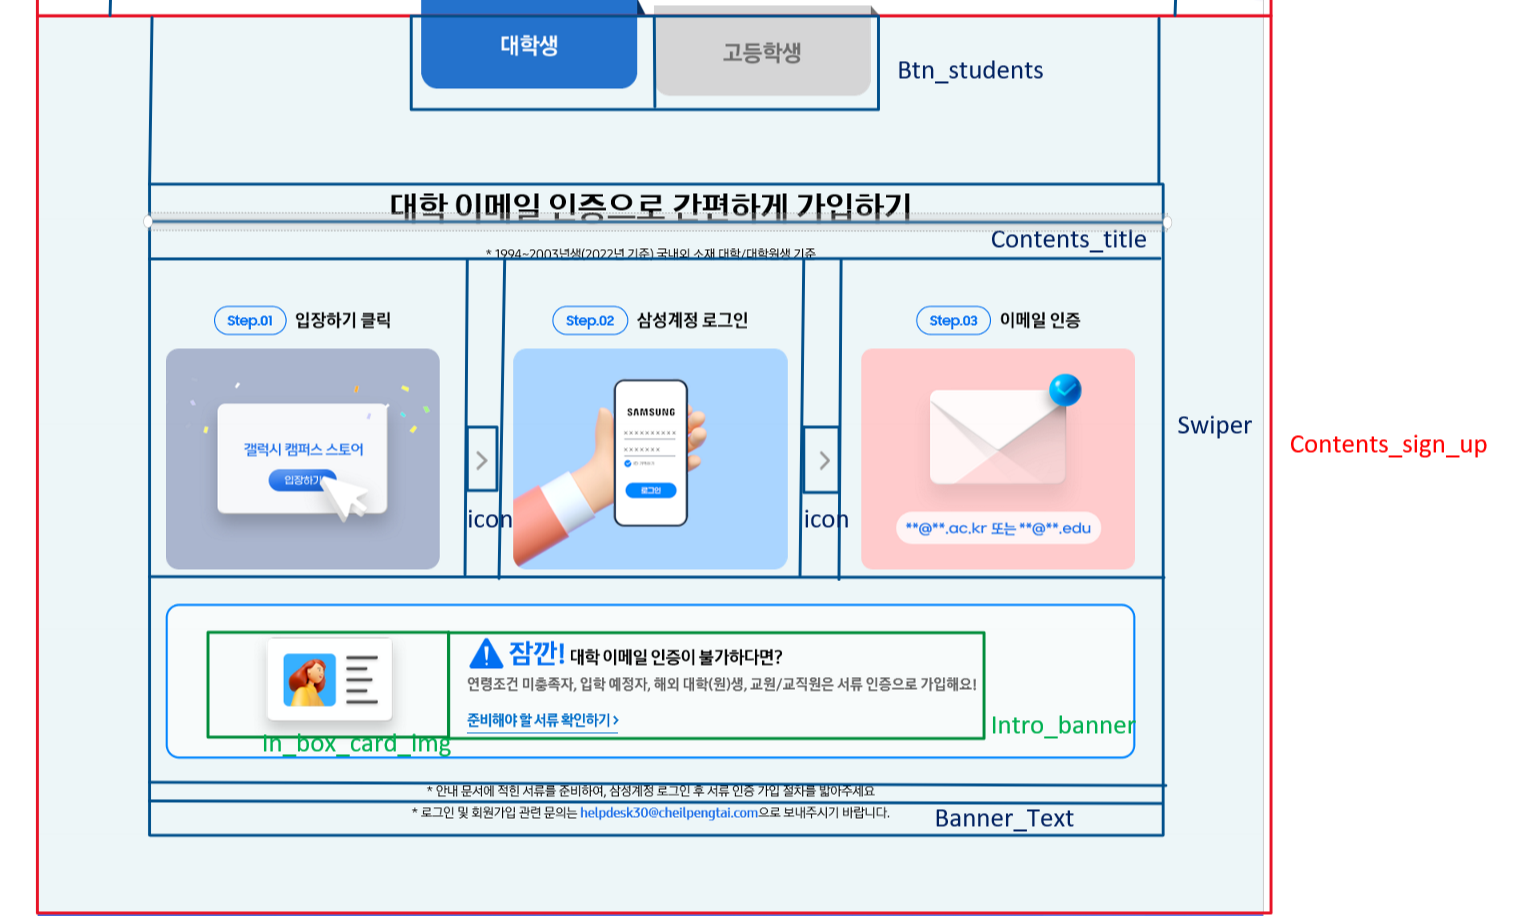 대학생
고등학생
Btn_students
대학 이메일 인증으로 간편하게 가입하기
Contents_title
* 1994~2003년생(2022년 기준) 국내외 소재 대학/대학원생 기준
Step.01 입장하기 클릭
Step.02 삼성계정 로그인
Step.03 이메일 인증
갤럭시 캠퍼스 스토어
입장하기
icon
SAMSUNG
××××××××××
×××××××
로그인
icon
**@**.ac.kr 또는 **@**.edu
Swiper
Contents_sign_up
잠깐! 대학 이메일 인증이 불가하다면?
연령조건 미충족자, 입학 예정자, 해외 대학(원)생, 교원/교직원은 서류 인증으로 가입해요!
준비해야 할 서류 확인하기 >
Intro_banner
in_box_card_img
* 안내 문서에 적힌 서류를 준비하여, 삼성계정 로그인 후 서류 인증 가입 절차를 밟아주세요
* 로그인 및 회원가입 관련 문의는 helpdesk30@cheilpengtai.com으로 보내주시기 바랍니다.
Banner_Text